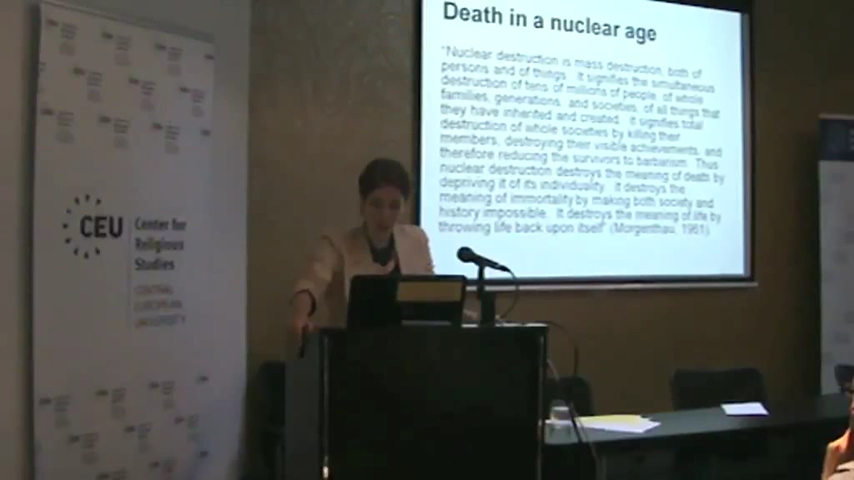 Death in a nuclear age
"Nuclear destruction is mass destruction, both of
persons and of things. It signifies the simultaneous
destruction of tens of millions of people, of whole
families, generations, and societies, of all things that
they have inherited and created. It signifies total
destruction of whole societies by killing their
members, destroying their visible achievements, and
therefore reducing the survivors to barbarism. Thus
nuclear destruction destroys the meaning of death by
depriving it of its individuality. It destroys the
meaning of immortality by making both society and
history impossible. It destroys the meaning of life by
throwing life back upon itself" (Morgenthau, 1961).
CEU
Center for
Religious
Studies
CENTRAL
EUROPEAN
UNIVERSITY